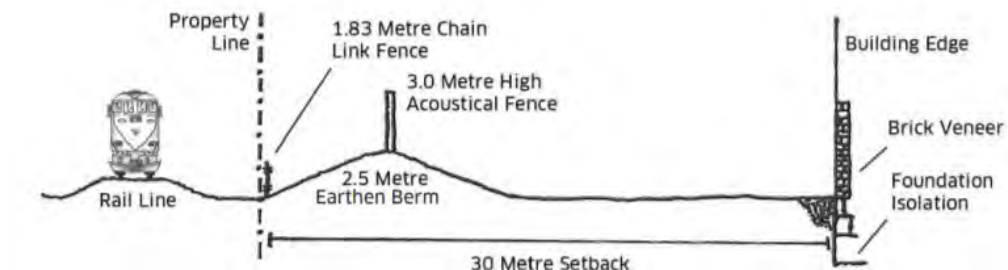 Property
Line
1.83 Metre Chain
Link Fence
3.0 Metre High
Acoustical Fence
Building Edge
Brick Veneer
Foundation
Isolation
Rail Line
2.5 Metre
Earthen Berm
30 Metre Setback